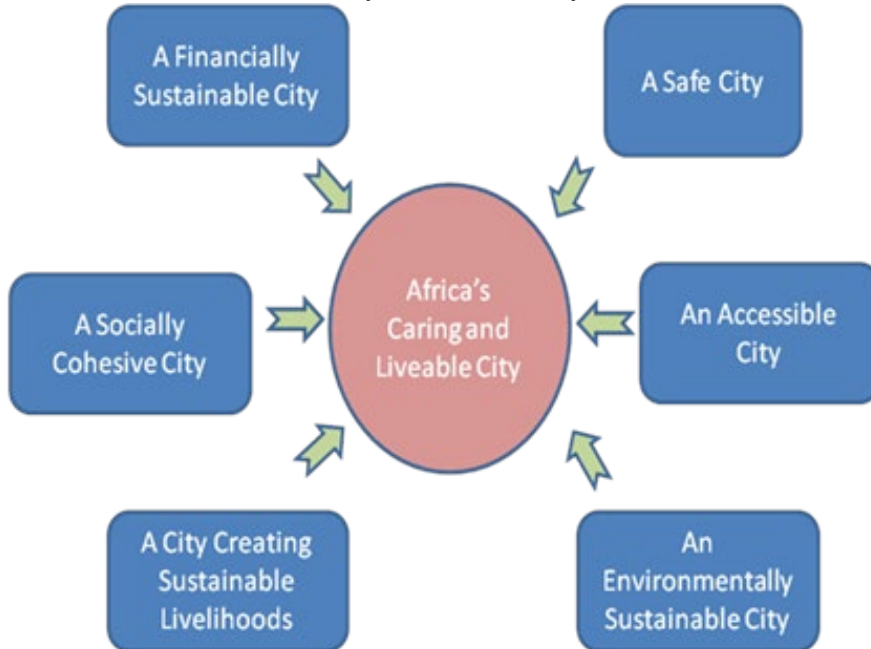 A Financially
Sustainable City
A Safe City
A Socially
Cohesive City
Africa's
Caring and
Liveable City
An Accessible
City
A City Creating
Sustainable
Livelihoods
An
Environmentally
Sustainable City